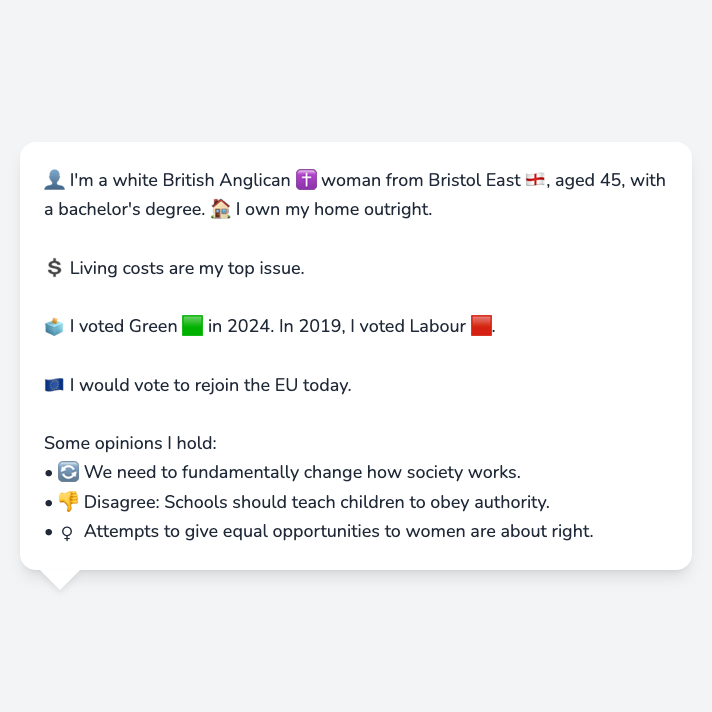 👤 I'm a white British Anglican ✝️ woman from Bristol East 🏴󠁧󠁢󠁥󠁮󠁧󠁿, aged 45, with
a bachelor's degree. 🏠 I own my home outright.
💲 Living costs are my top issue.
🗳️ I voted Green 🟩 in 2024. In 2019, I voted Labour 🟥.
🇪🇺 I would vote to rejoin the EU today.
Some opinions I hold:
• 🔄 We need to fundamentally change how society works.
• 👎 Disagree: Schools should teach children to obey authority.
• ♀ Attempts to give equal opportunities to women are about right.